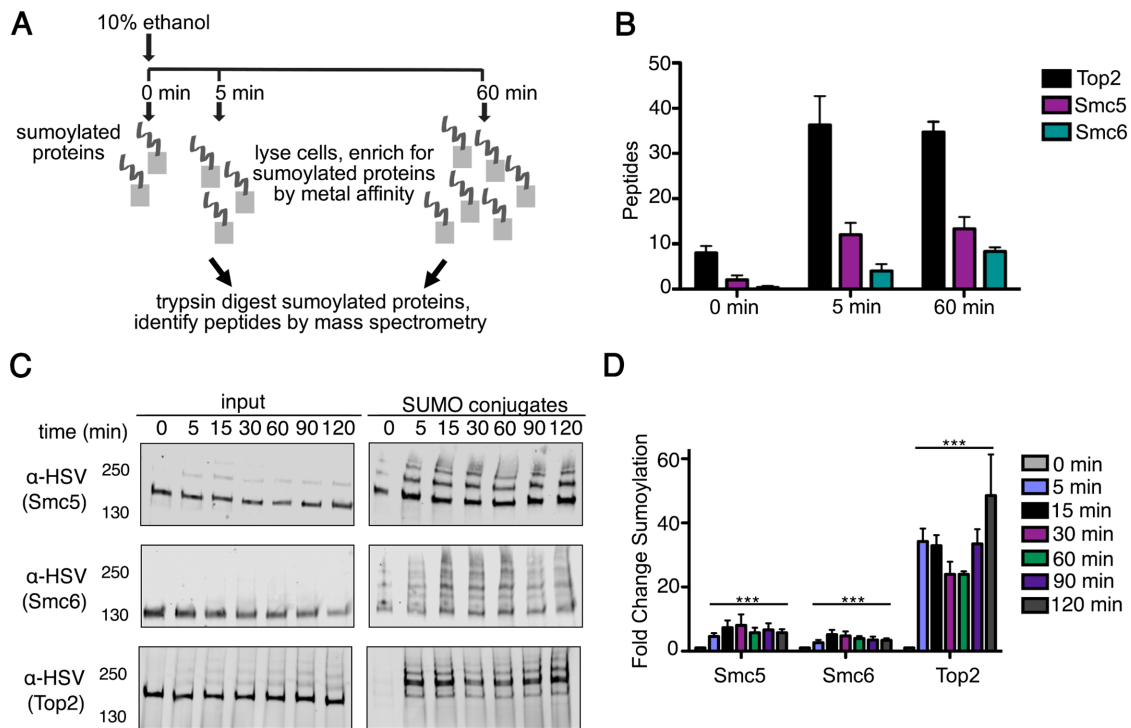 A
10% ethanol
0 min
5 min
60 min
sumoylated
proteins
lyse cells, enrich for
sumoylated proteins
by metal affinity
trypsin digest sumoylated proteins,
identify peptides by mass spectrometry
B
50
40
30
20
10
0
Peptides
0 min
5 min
60 min
Top2
Smc5
Smc6
C
input
SUMO conjugates
time (min) 0 5 15 30 60 90 120 0 5 15 30 60 90 120
α-HSV
(Smc5)
250
130
α-HSV
(Smc6)
250
130
α-HSV
(Top2)
250
130
D
Fold Change Sumoylation
60
40
20
0
***
***
***
Smc5
Smc6
Top2
0 min
5 min
15 min
30 min
60 min
90 min
120 min